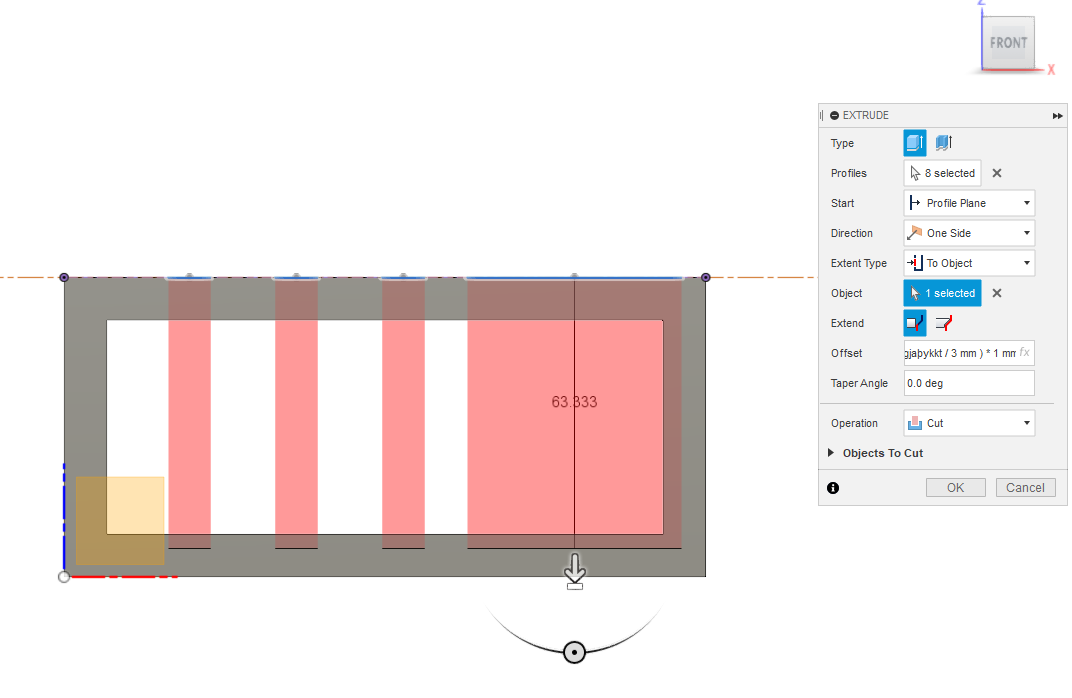 Z
FRONT
X
EXTRUDE
Type
Profiles 8 selected
Start Profile Plane
Direction One Side
Extent Type To Object
Object 1 selected
Extend
Offset gjaþykkt / 3 mm ) * 1 mm fx
Taper Angle 0.0 deg
Operation Cut
Objects To Cut
OK Cancel
63.333